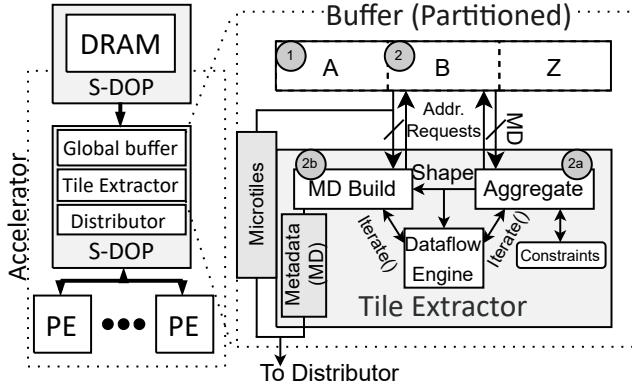 DRAM
S-DOP
Accelerator
Global buffer
Tile Extractor
Distributor
S-DOP
PE
PE
Buffer (Partitioned)
1
A
2
B
Z
Addr.
Requests
MD
2b
MD Build
Shape
2a
Aggregate
Microtiles
Metadata
(MD)
Iterate()
Dataflow
Engine
Iterate()
Constraints
Tile Extractor
To Distributor